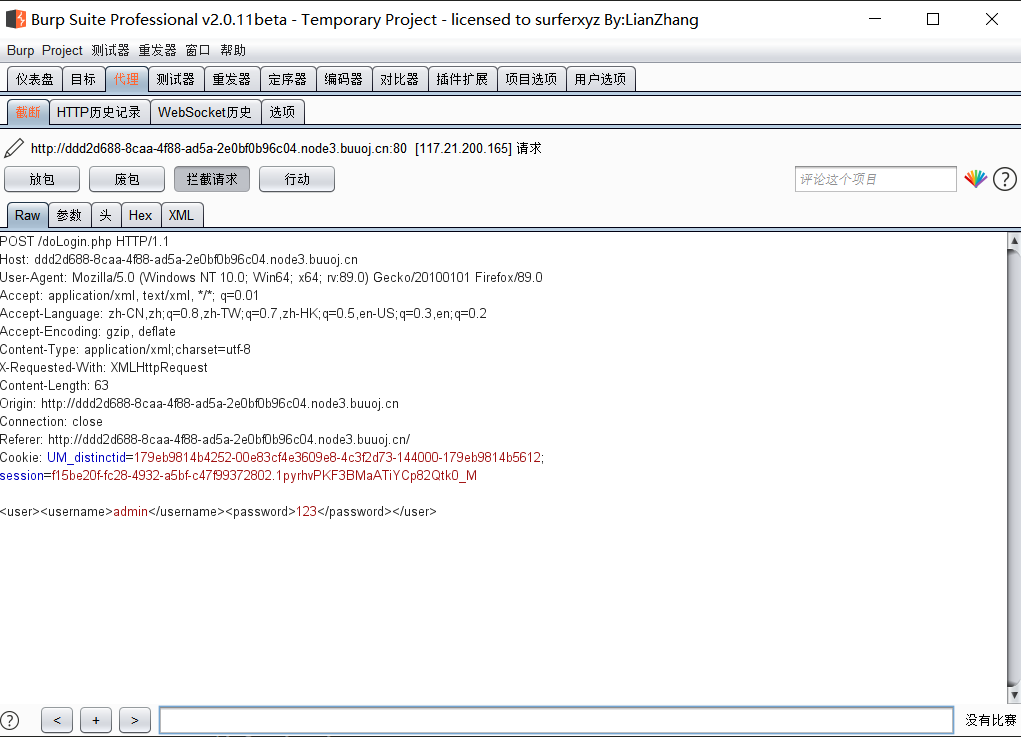 Burp Suite Professional v2.0.11beta - Temporary Project - licensed to surferxyz By:LianZhang
Burp Project 测试器 重发器 窗口 帮助
仪表盘 目标 代理 测试器 重发器 定序器 编码器 对比器 插件扩展 项目选项 用户选项
截断 HTTP历史记录 WebSocket历史 选项
http://ddd2d688-8caa-4f88-ad5a-2e0bf0b96c04.node3.buuoj.cn:80 [117.21.200.165] 请求
放包 废包 拦截请求 行动 评论这个项目 ?
Raw 参数 头 Hex XML
POST /doLogin.php HTTP/1.1
Host: ddd2d688-8caa-4f88-ad5a-2e0bf0b96c04.node3.buuoj.cn
User-Agent: Mozilla/5.0 (Windows NT 10.0; Win64; x64; rv:89.0) Gecko/20100101 Firefox/89.0
Accept: application/xml, text/xml, */*; q=0.01
Accept-Language: zh-CN,zh;q=0.8,zh-TW;q=0.7,zh-HK;q=0.5,en-US;q=0.3,en;q=0.2
Accept-Encoding: gzip, deflate
Content-Type: application/xml;charset=utf-8
X-Requested-With: XMLHttpRequest
Content-Length: 63
Origin: http://ddd2d688-8caa-4f88-ad5a-2e0bf0b96c04.node3.buuoj.cn
Connection: close
Referer: http://ddd2d688-8caa-4f88-ad5a-2e0bf0b96c04.node3.buuoj.cn/
Cookie: UM_distinctid=179eb9814b4252-00e83cf4e3609e8-4c3f2d73-144000-179eb9814b5612;
session=f15be20f-fc28-4932-a5bf-c47f99372802.1pyrhvPKF3BMaATiYCp82Qtk0_M
<user><username>admin</username><password>123</password></user>
? < + > 没有比赛